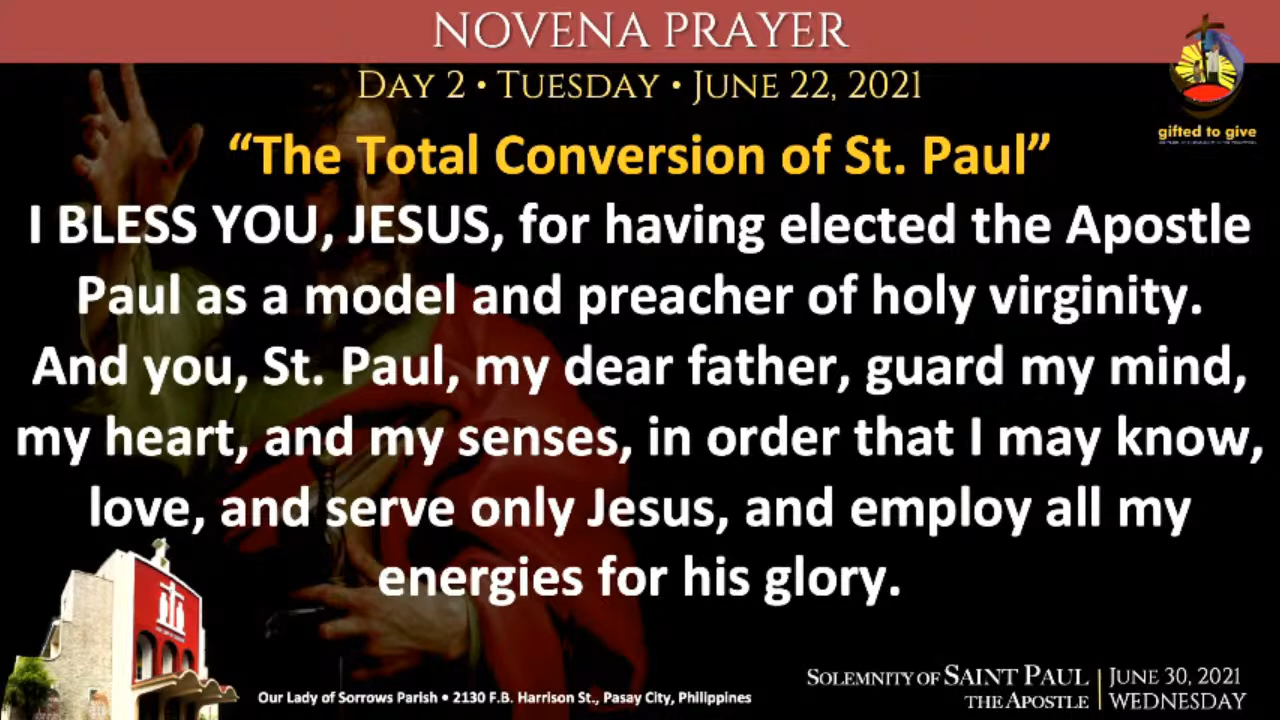 NOVENA PRAYER
DAY 2 • TUESDAY • JUNE 22, 2021
gifted to give
“The Total Conversion of St. Paul”
I BLESS YOU, JESUS, for having elected the Apostle
Paul as a model and preacher of holy virginity.
And you, St. Paul, my dear father, guard my mind,
my heart, and my senses, in order that I may know,
love, and serve only Jesus, and employ all my
energies for his glory.
Our Lady of Sorrows Parish • 2130 F.B. Harrison St., Pasay City, Philippines
SOLEMNITY OF SAINT PAUL
THE APOSTLE
JUNE 30, 2021
WEDNESDAY